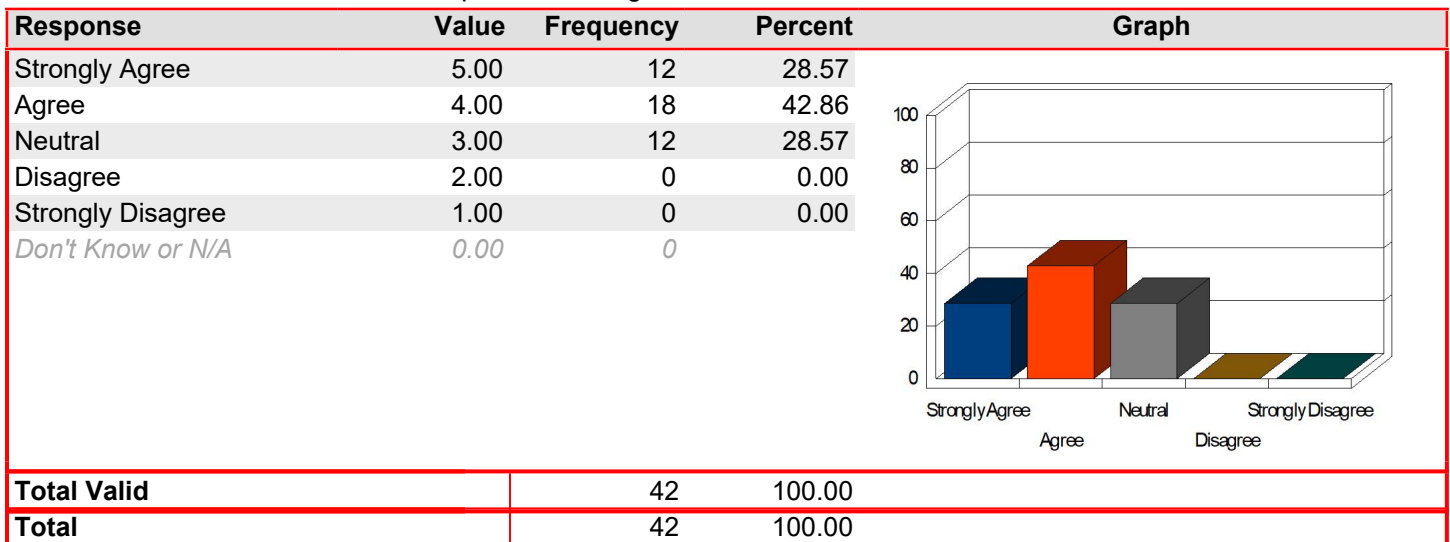 Response Value Frequency Percent Graph
Strongly Agree 5.00 12 28.57
Agree 4.00 18 42.86
Neutral 3.00 12 28.57
Disagree 2.00 0 0.00
Strongly Disagree 1.00 0 0.00
Don't Know or N/A 0.00 0
100
80
60
40
20
0
Strongly Agree Neutral Strongly Disagree
Agree Disagree
Total Valid 42 100.00
Total 42 100.00